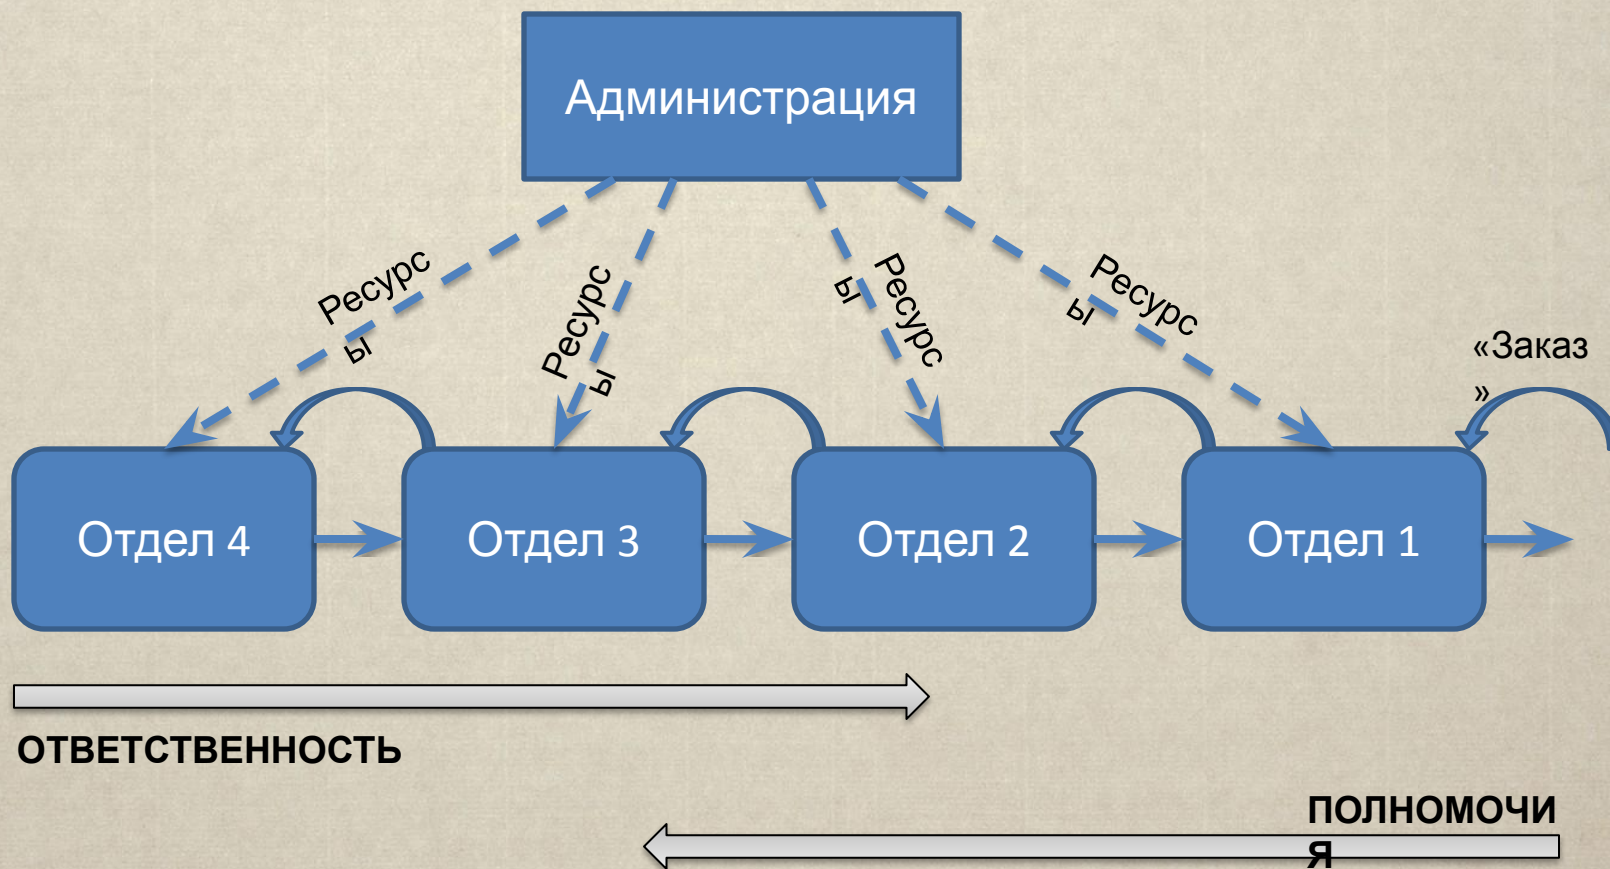 Администрация
Ресурс
ы
Ресурс
ы
Ресурс
ы
Ресурс
ы
«Заказ
»
Отдел 4
Отдел 3
Отдел 2
Отдел 1
ОТВЕТСТВЕННОСТЬ
ПОЛНОМОЧИ
Я